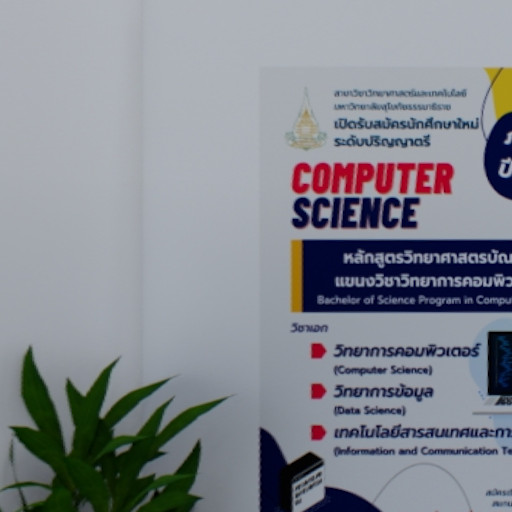 สาขาวิชาวิทยาศาสตร์และเทคโนโลยี
มหาวิทยาลัยสุโขทัยธรรมาธิราช
เปิดรับสมัครนักศึกษาใหม่
ระดับปริญญาตรี
COMPUTER
SCIENCE
หลักสูตรวิทยาศาสตรบัณ
แขนงวิชาวิทยาการคอมพิว
Bachelor of Science Program in Compu
วิชาเอก
วิทยาการคอมพิวเตอร์
(Computer Science)
วิทยาการข้อมูล
(Data Science)
เทคโนโลยีสารสนเทศและกา
(Information and Communication Te